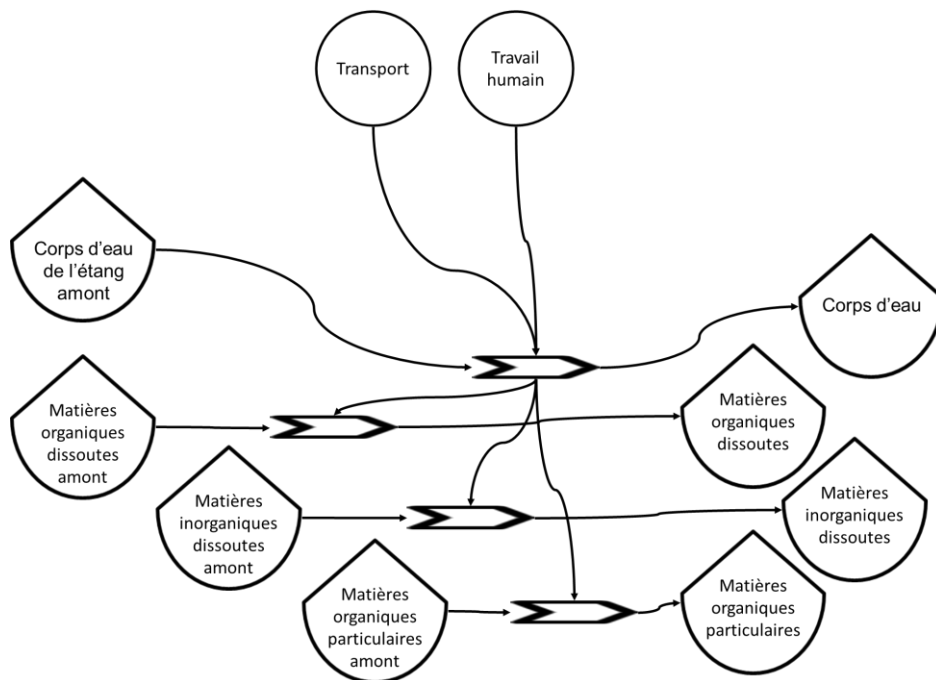 Transport
Travail
humain
Corps d'eau
de l'étang
amont
Corps d'eau
Matières
organiques
dissoutes
amont
Matières
organiques
dissoutes
Matières
inorganiques
dissoutes
amont
Matières
inorganiques
dissoutes
Matières
organiques
particulaires
amont
Matières
organiques
particulaires